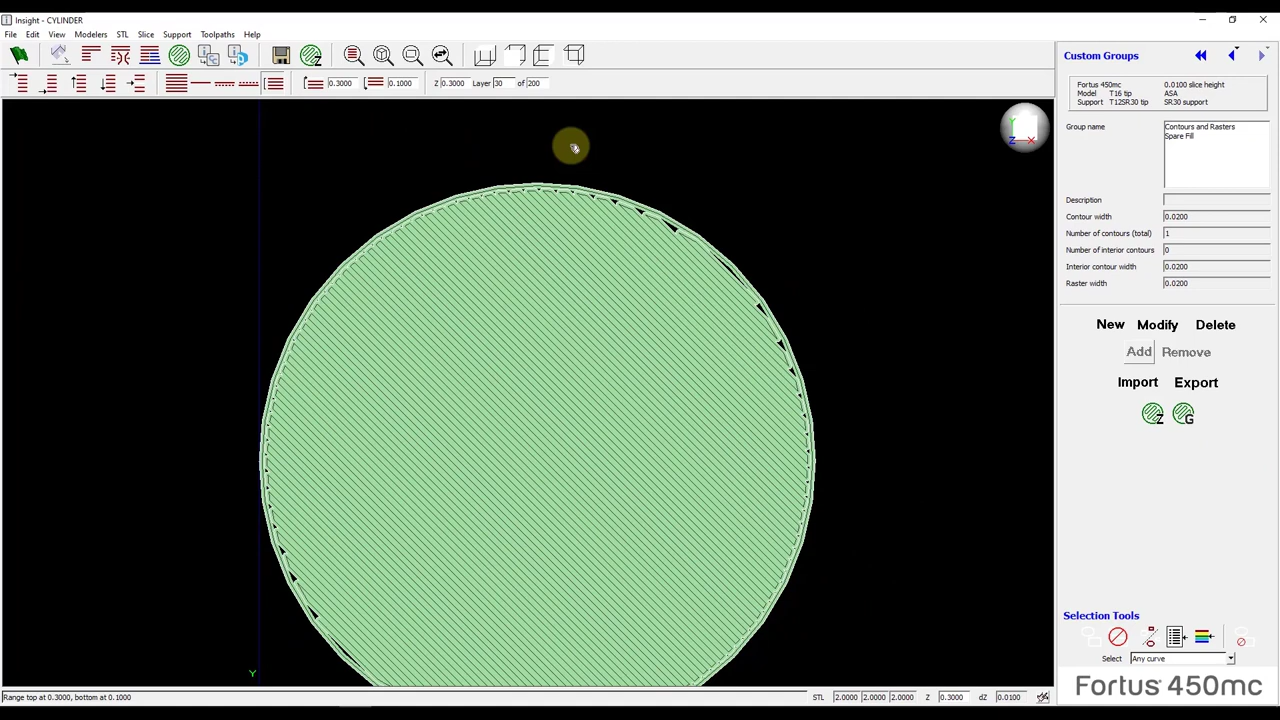 Insight - CYLINDER
File Edit View Modelers STL Slice Support Toolpaths Help
0.3000 0.1000 Z 0.3000 Layer 30 of 200
Custom Groups
Fortus 450mc 0.0100 slice height
Model T16 tip ASA
Support T12SR30 tip SR30 support
Group name
Contours and Rasters
Spare Fill
Description
Contour width 0.0200
Number of contours (total) 1
Number of interior contours 0
Interior contour width 0.0200
Raster width 0.0200
New Modify Delete
Add Remove
Import Export
Z G
Selection Tools
Select Any curve
Fortus 450mc
Y
Z X
Y
Range top at 0.3000, bottom at 0.1000
STL 2.0000 2.0000 2.0000 Z 0.3000 dZ 0.0100